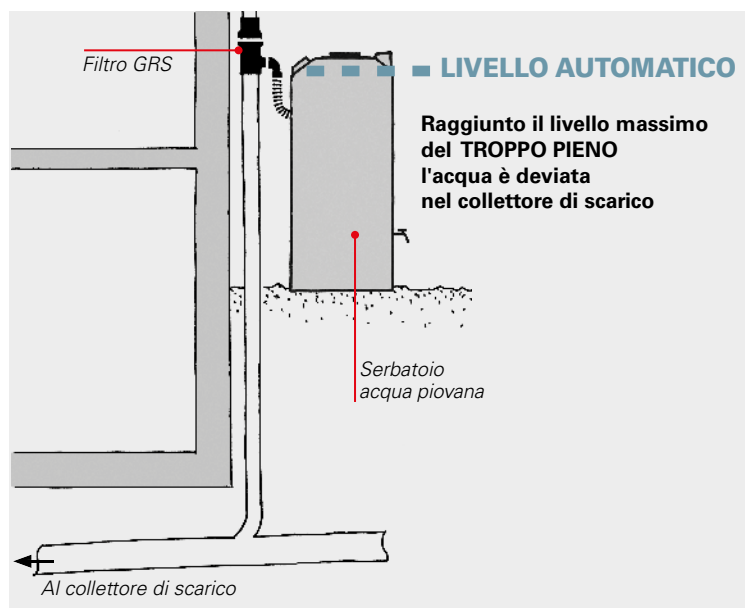 Filtro GRS
LIVELLO AUTOMATICO
Raggiunto il livello massimo
del TROPPO PIENO
l'acqua è deviata
nel collettore di scarico
Serbatoio
acqua piovana
Al collettore di scarico